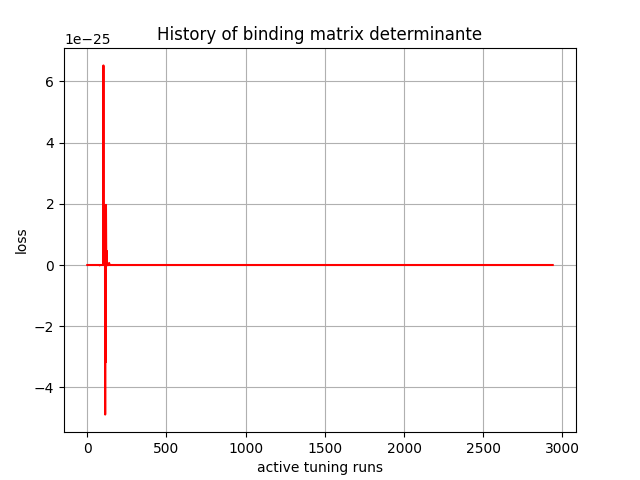 History of binding matrix determinante
1e−25
6
4
2
0
−2
−4
loss
0 500 1000 1500 2000 2500 3000
active tuning runs